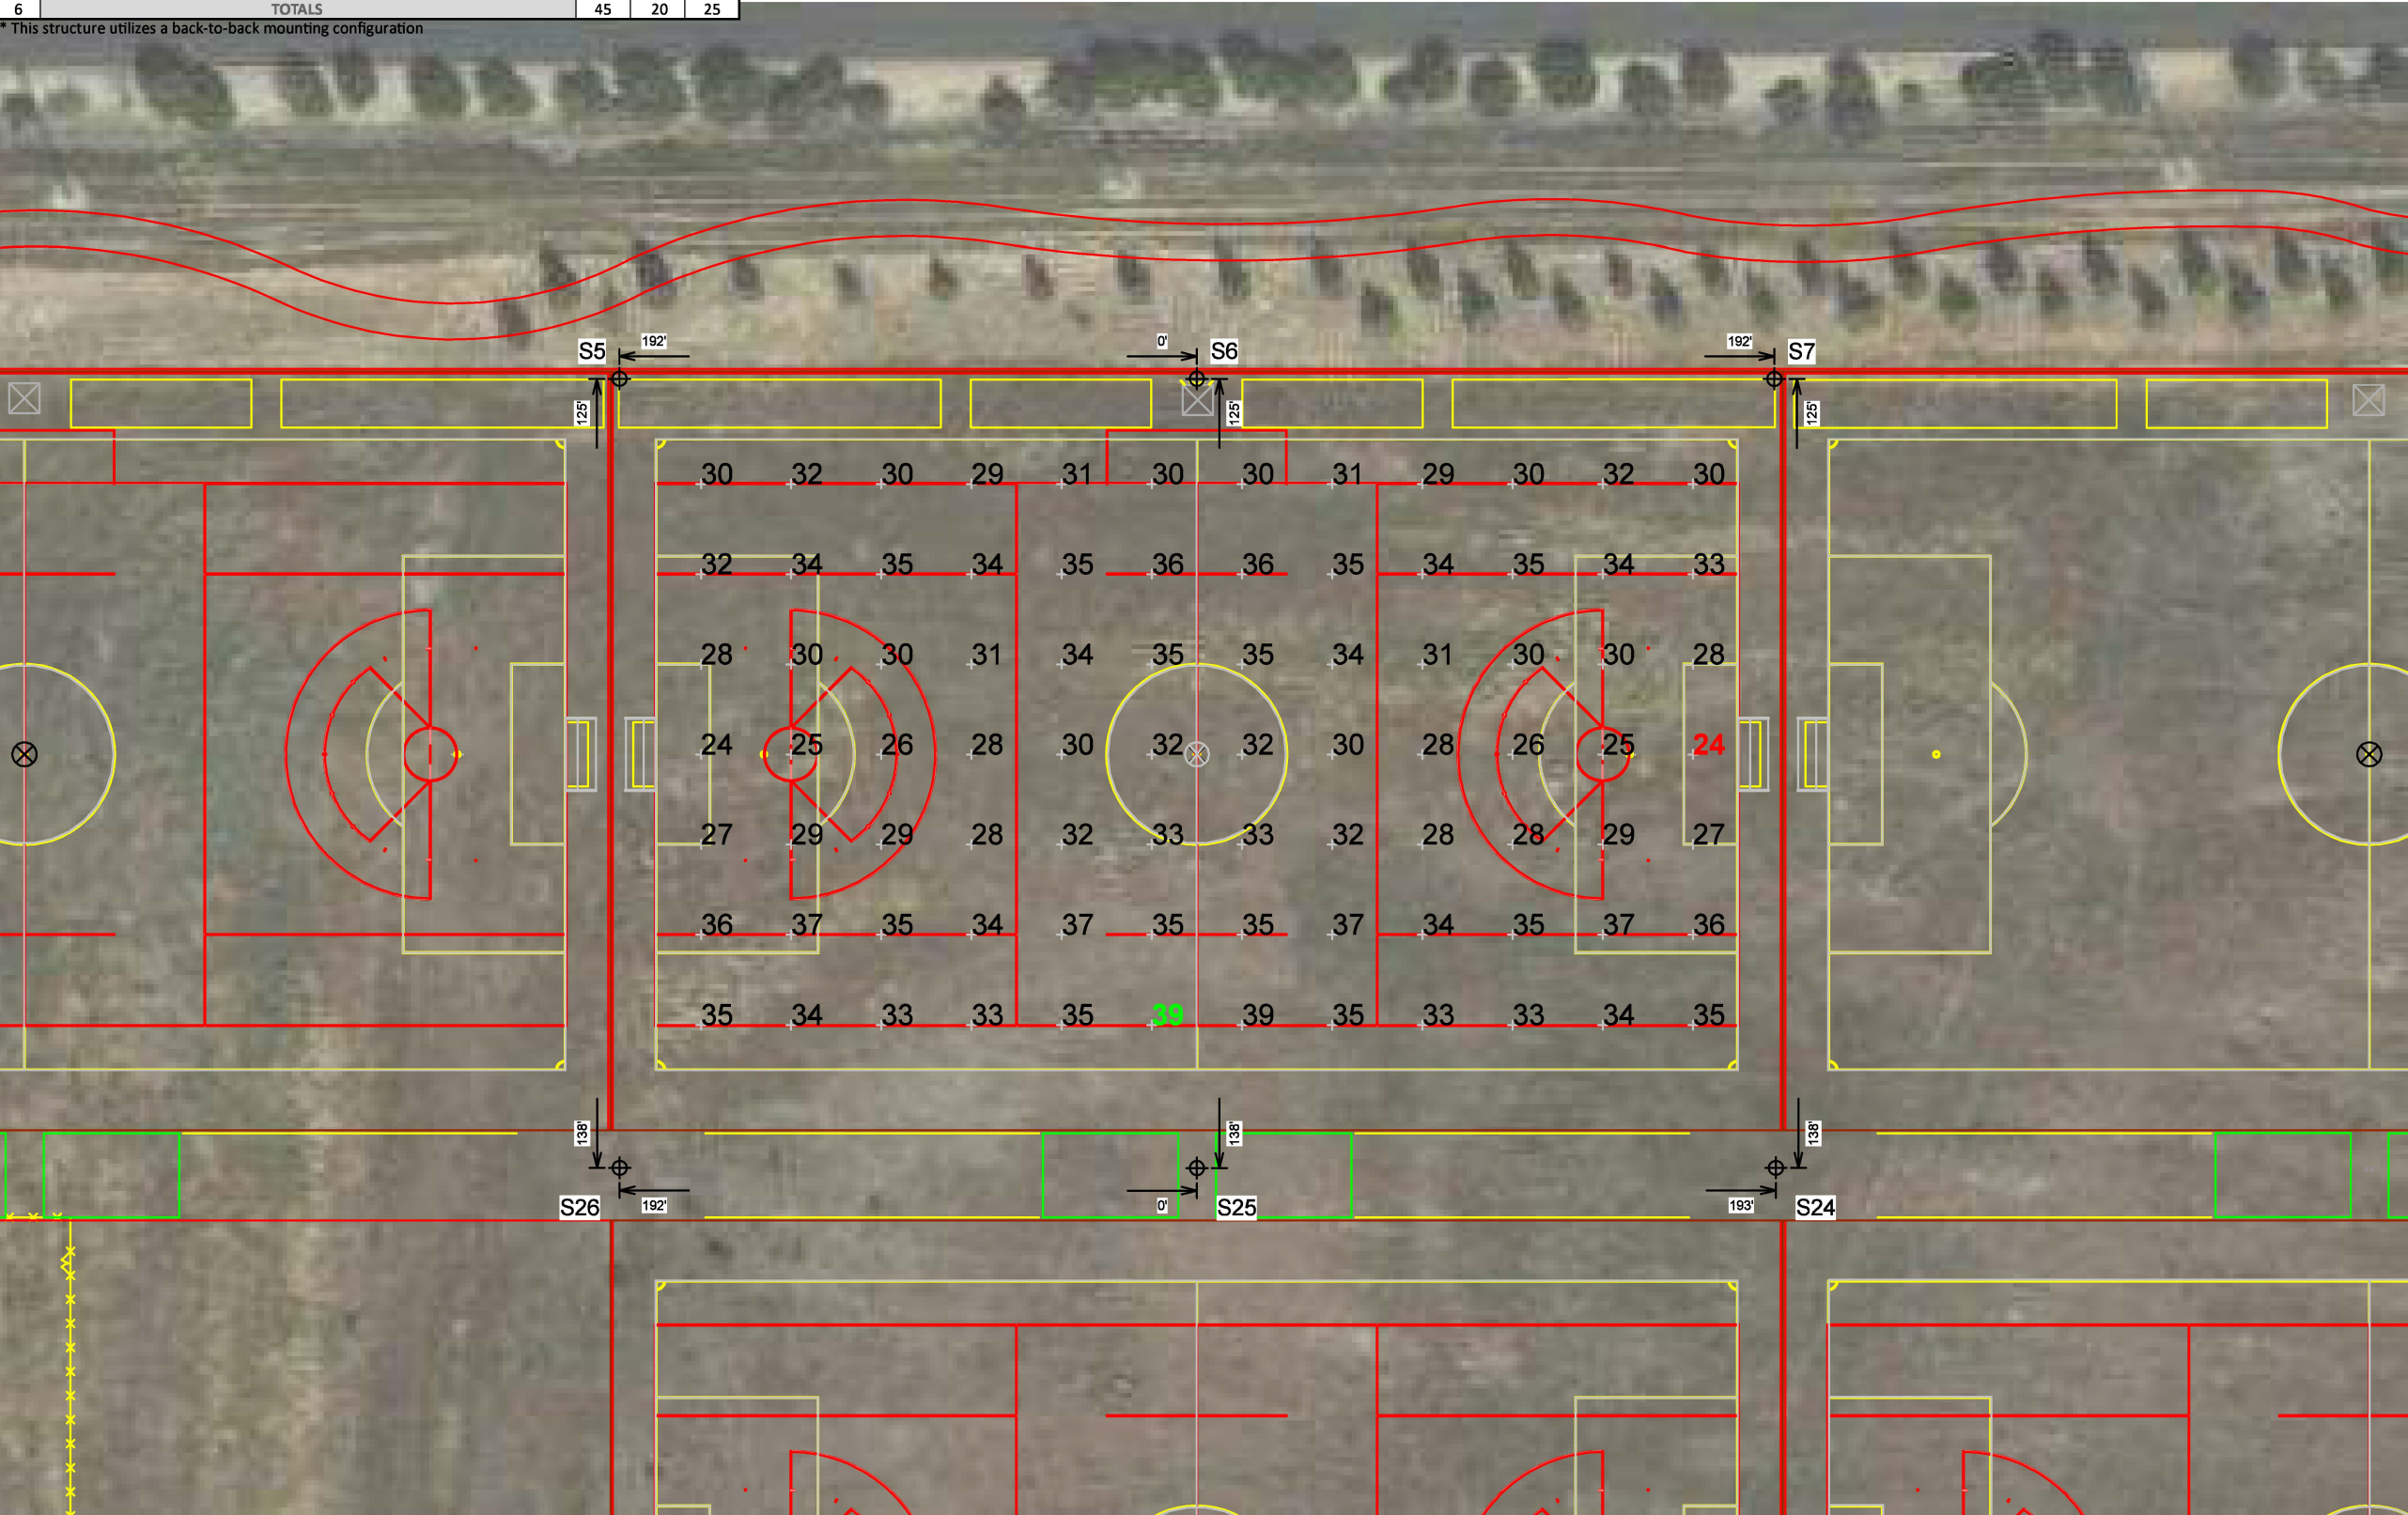 6 TOTALS 45 20 25
* This structure utilizes a back-to-back mounting configuration
S5 192' 0' S6 192' S7
125' 125' 125'
30 32 30 29 31 30 30 31 29 30 32 30
32 34 35 34 35 36 36 35 34 35 34 33
28 30 30 31 34 35 35 34 31 30 30 28
24 25 26 28 30 32 32 30 28 26 25 24
27 29 29 28 32 33 33 32 28 28 29 27
36 37 35 34 37 35 35 37 34 35 37 36
35 34 33 33 35 39 39 35 33 33 34 35
138' 138' 138'
S26 192' 0' S25 193' S24